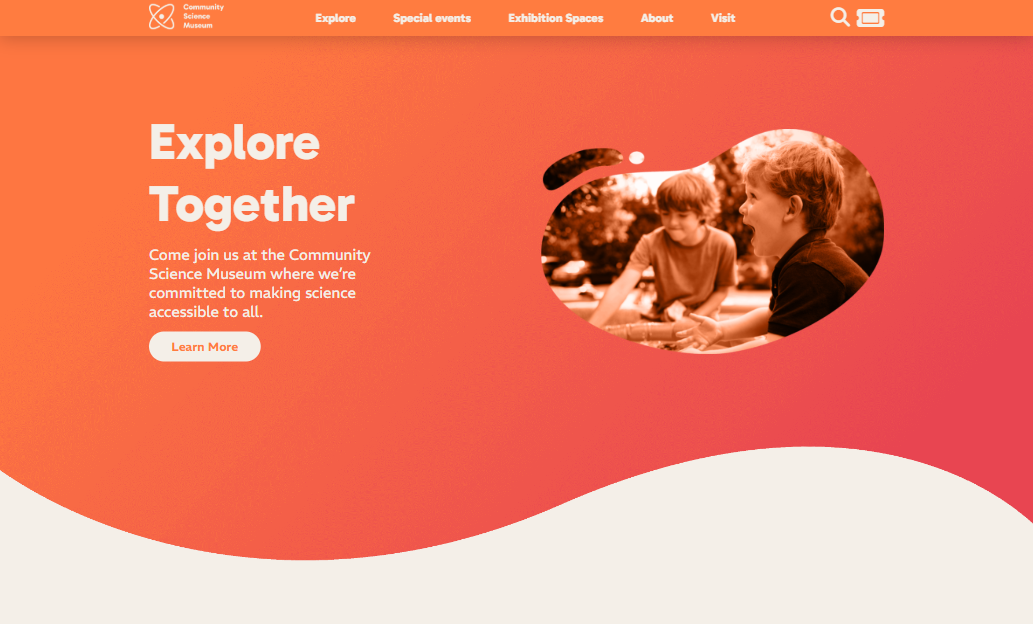 Community
Science
Museum
Explore
Special events
Exhibition Spaces
About
Visit
Explore
Together
Come join us at the Community
Science Museum where we're
committed to making science
accessible to all.
Learn More